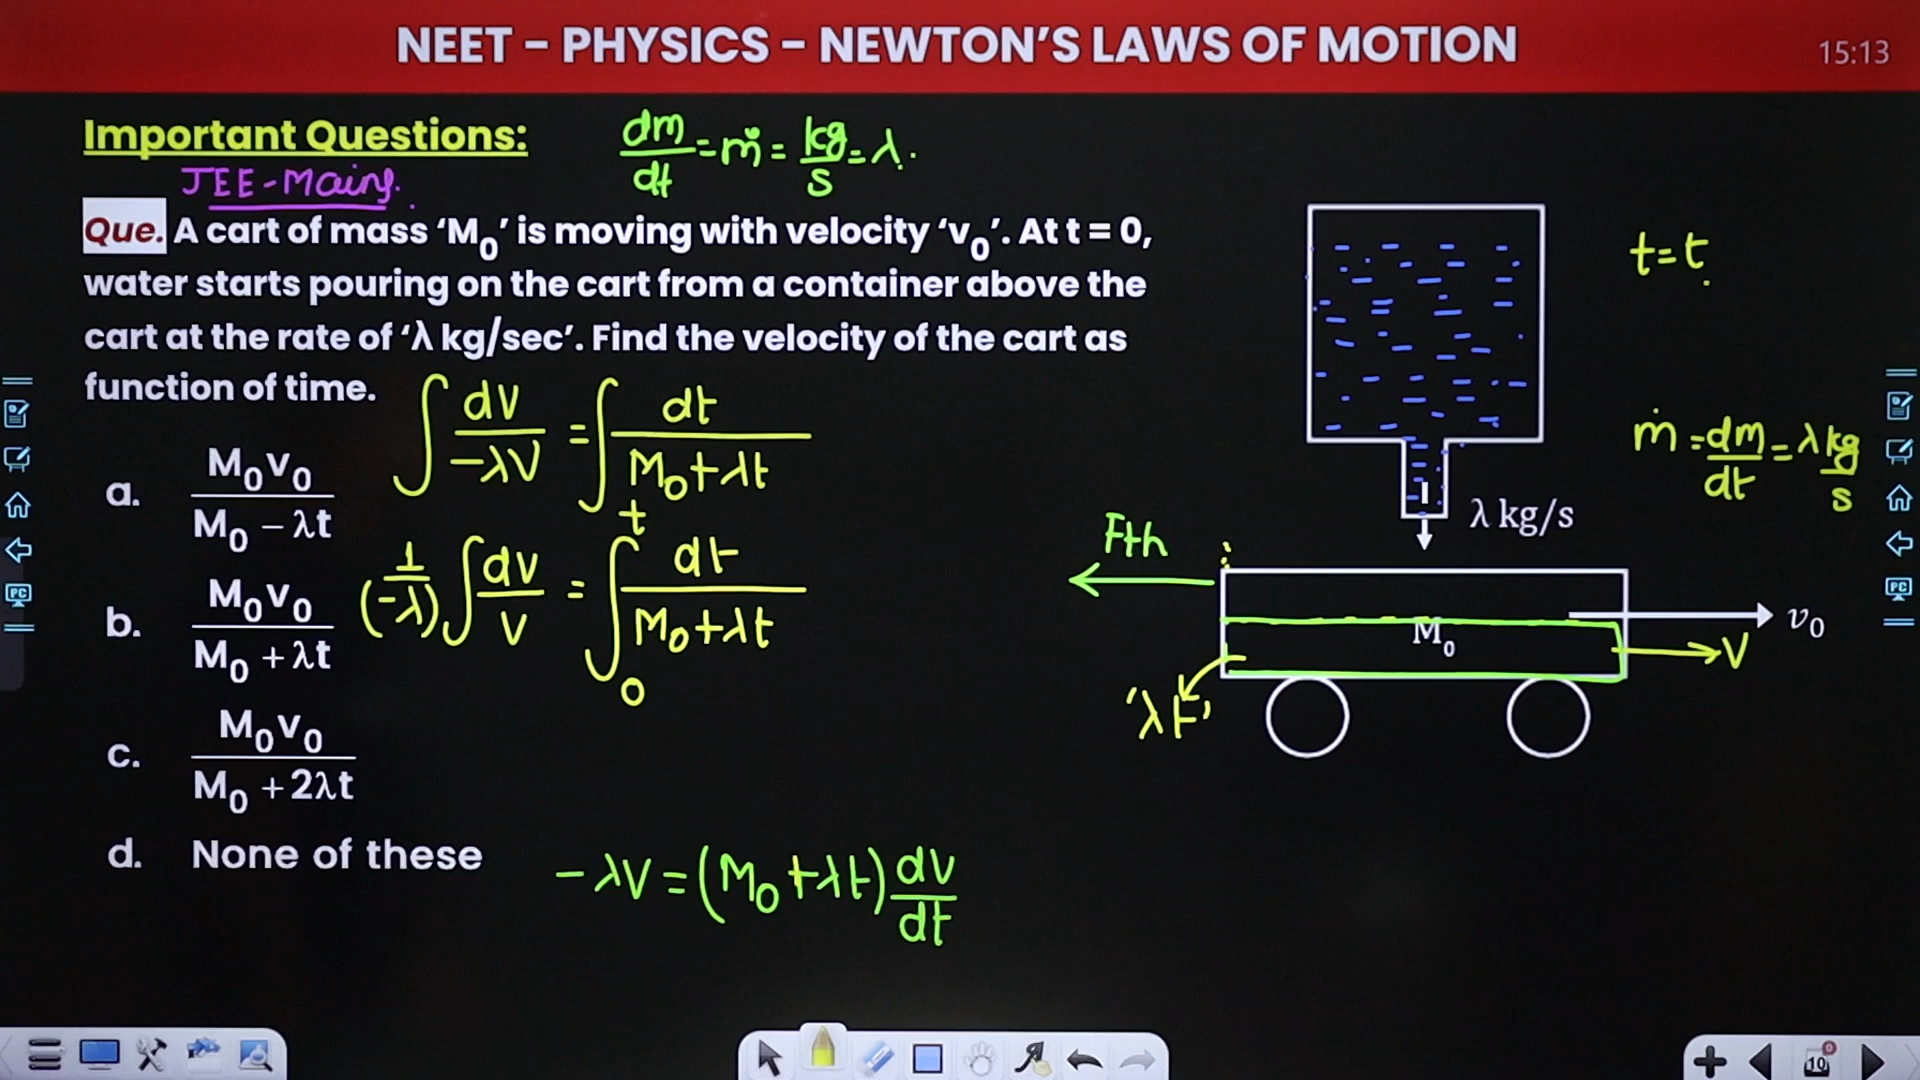 NEET – PHYSICS – NEWTON'S LAWS OF MOTION
15:13
Important Questions:
dm/dt = ṁ = kg/s = λ.
JEE-Mains.
Que. A cart of mass ‘M₀’ is moving with velocity ‘v₀’. At t = 0,
water starts pouring on the cart from a container above the
cart at the rate of ‘λ kg/sec’. Find the velocity of the cart as
function of time.
∫ dv/-λv = ∫ dt/M₀+λt
a. M₀v₀/M₀ – λt
(1/-λ) ∫ dv/v = ∫₀ᵗ dt/M₀+λt
b. M₀v₀/M₀ + λt
c. M₀v₀/M₀ + 2λt
d. None of these
-λv = (M₀+λt) dv/dt
t=t.
ṁ = dm/dt = λ kg/s
λ kg/s
Fth
M₀
v₀
v
‘λt’
PC
PC
10
0